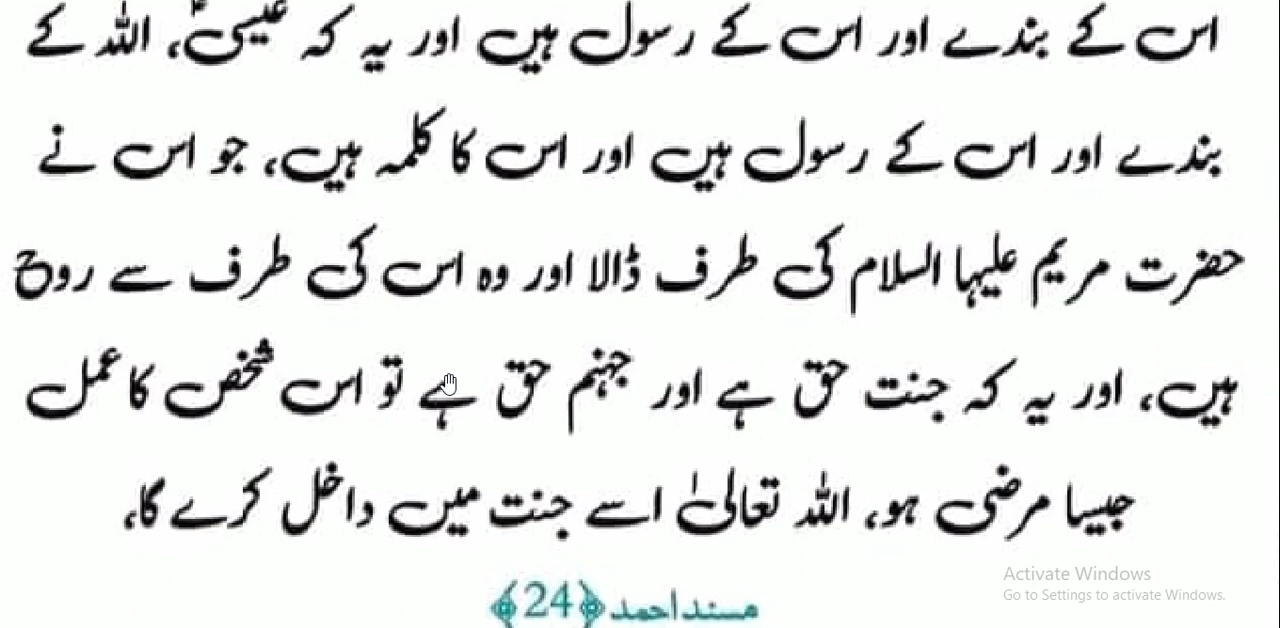 اس کے بندے اور اس کے رسول ہیں اور یہ کہ عیسیٰؑ، اللہ کے
بندے اور اس کے رسول ہیں اور اس کا کلمہ ہیں، جو اس نے
حضرت مریم علیہا السلام کی طرف ڈالا اور وہ اس کی طرف سے روح
ہیں، اور یہ کہ جنت حق ہے اور جہنم حق ہے تو اس شخص کا عمل
جیسا مرضی ہو، اللہ تعالیٰ اسے جنت میں داخل کرے گا،
مسند احمد ﴿24﴾
Activate Windows
Go to Settings to activate Windows.